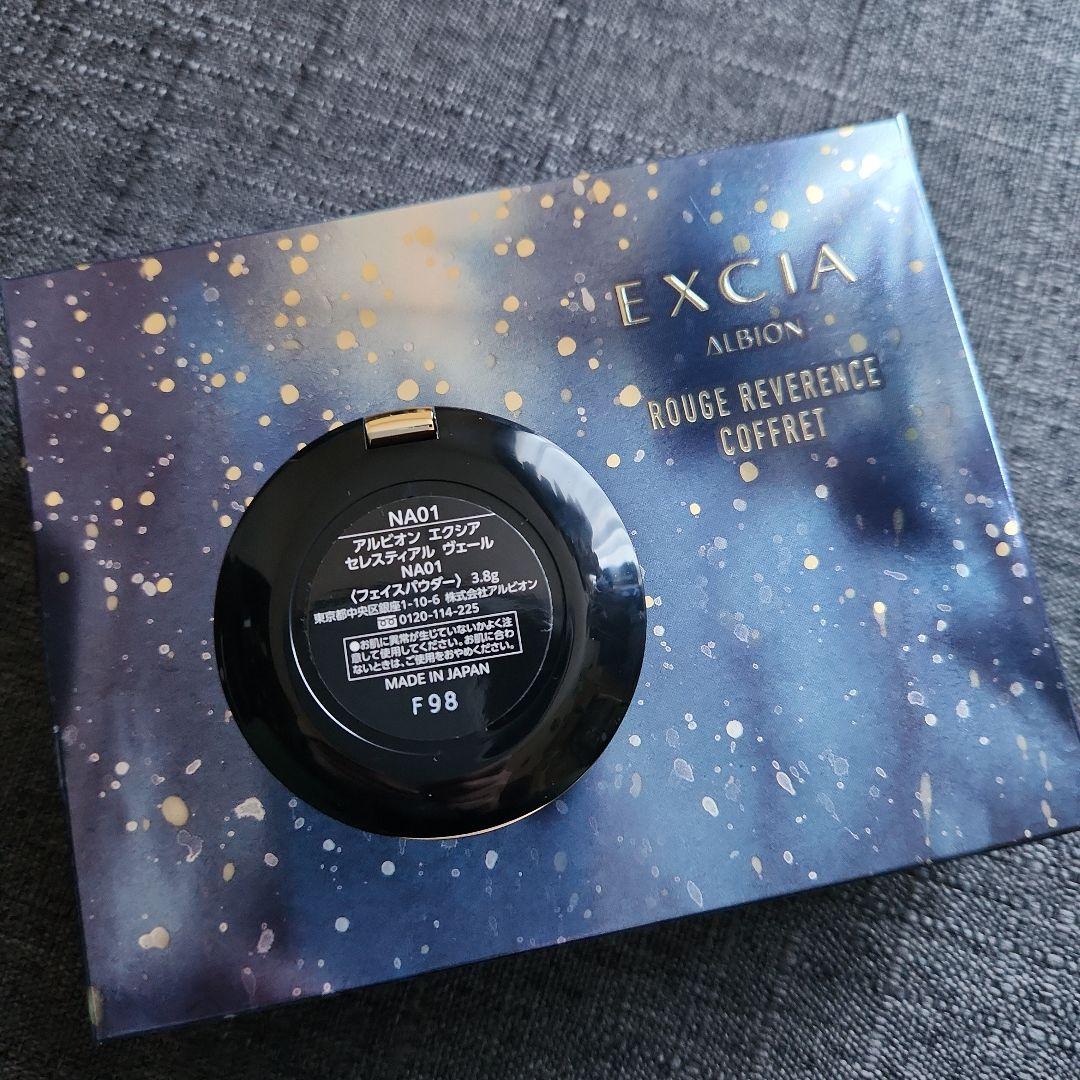 EXCIA
ALBION
ROUGE REVERENCE
COFFRET
NA01
アルビオン エクシア
セレスティアル ヴェール
NA01
〈フェイスパウダー〉 3.8g
東京都中央区銀座1-10-6 株式会社アルビオン
0120-114-225
●お肌に異常が生じていないかよく注
意して使用してください。お肌に合わ
ないときは、ご使用をおやめください。
MADE IN JAPAN
F98